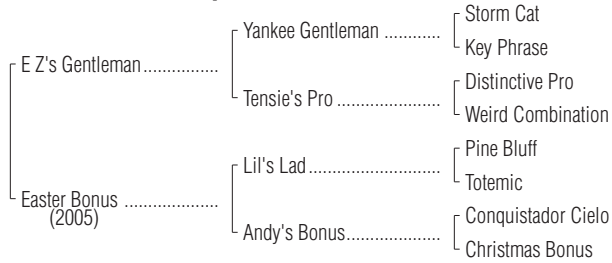 Storm Cat
Yankee Gentleman ............
Key Phrase
E Z's Gentleman................
Distinctive Pro
Tensie's Pro ......................
Weird Combination
Pine Bluff
Lil's Lad ............................
Totemic
Easter Bonus ....................
(2005)
Conquistador Cielo
Andy's Bonus....................
Christmas Bonus